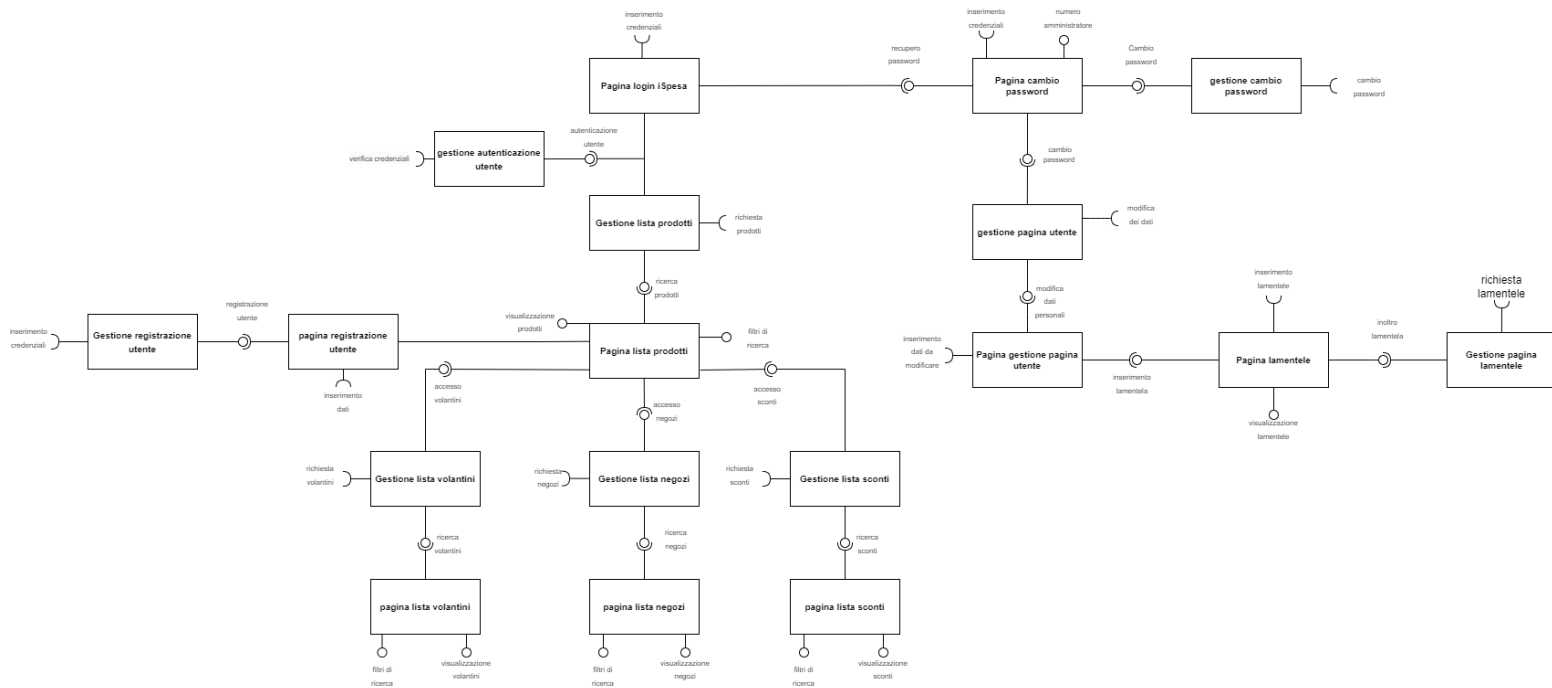 inserimento
credenziali
inserimento
credenziali
numero
amministratore
recupero
password
Cambio
password
Pagina login iSpesa
Pagina cambio
password
gestione cambio
password
cambio
password
autenticazione
utente
verifica credenziali
gestione autenticazione
utente
cambio
password
Gestione lista prodotti
richiesta
prodotti
gestione pagina utente
modifica
dei dati
ricerca
prodotti
modifica
dati
personali
inserimento
lamentele
richiesta
lamentele
registrazione
utente
visualizzazione
prodotti
filtri di
ricerca
inserimento
credenziali
Gestione registrazione
utente
pagina registrazione
utente
Pagina lista prodotti
inserimento
dati da
modificare
Pagina gestione pagina
utente
Pagina lamentele
inoltro
lamentela
Gestione pagina
lamentele
inserimento
dati
accesso
volantini
accesso
negozi
accesso
sconti
inserimento
lamentela
visualizzazione
lamentele
richiesta
volantini
Gestione lista volantini
richiesta
negozi
Gestione lista negozi
richiesta
sconti
Gestione lista sconti
ricerca
volantini
ricerca
negozi
ricerca
sconti
pagina lista volantini
pagina lista negozi
pagina lista sconti
filtri di
ricerca
visualizzazione
volantini
filtri di
ricerca
visualizzazione
negozi
filtri di
ricerca
visualizzazione
sconti